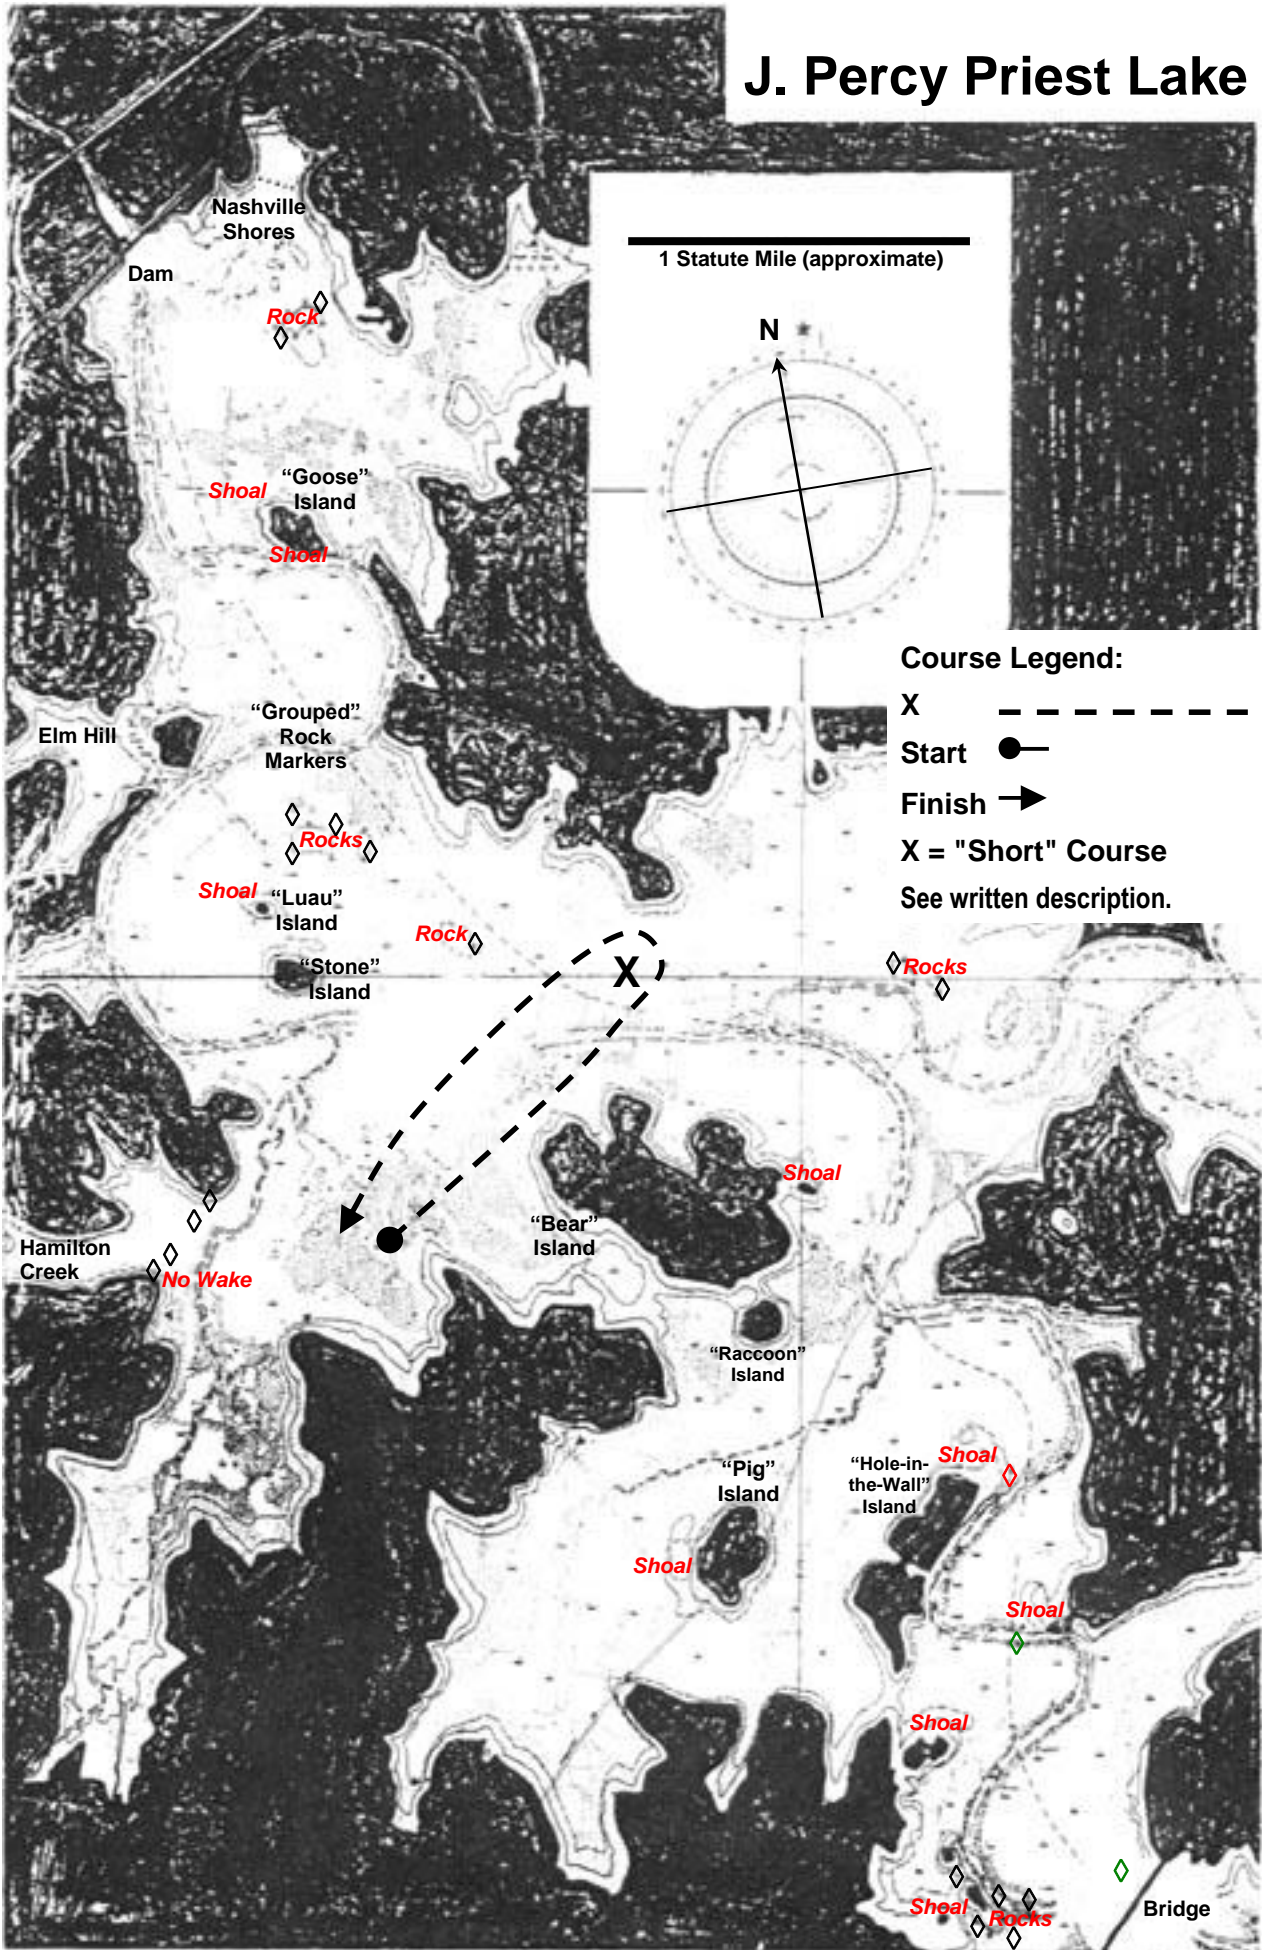 J. Percy Priest Lake
Nashville
Shores
Dam
1 Statute Mile (approximate)
Rock
N
"Goose"
Island
Shoal
Shoal
Course Legend:
X
Start
Finish
X = "Short" Course
See written description.
"Grouped"
Rock
Markers
Elm Hill
Rocks
Shoal
"Luau"
Island
Rock
"Stone"
Island
X
Rocks
Shoal
"Bear"
Island
Hamilton
Creek
No Wake
"Raccoon"
Island
"Pig"
Island
"Hole-in-
the-Wall"
Island
Shoal
Shoal
Shoal
Shoal
Shoal
Rocks
Bridge